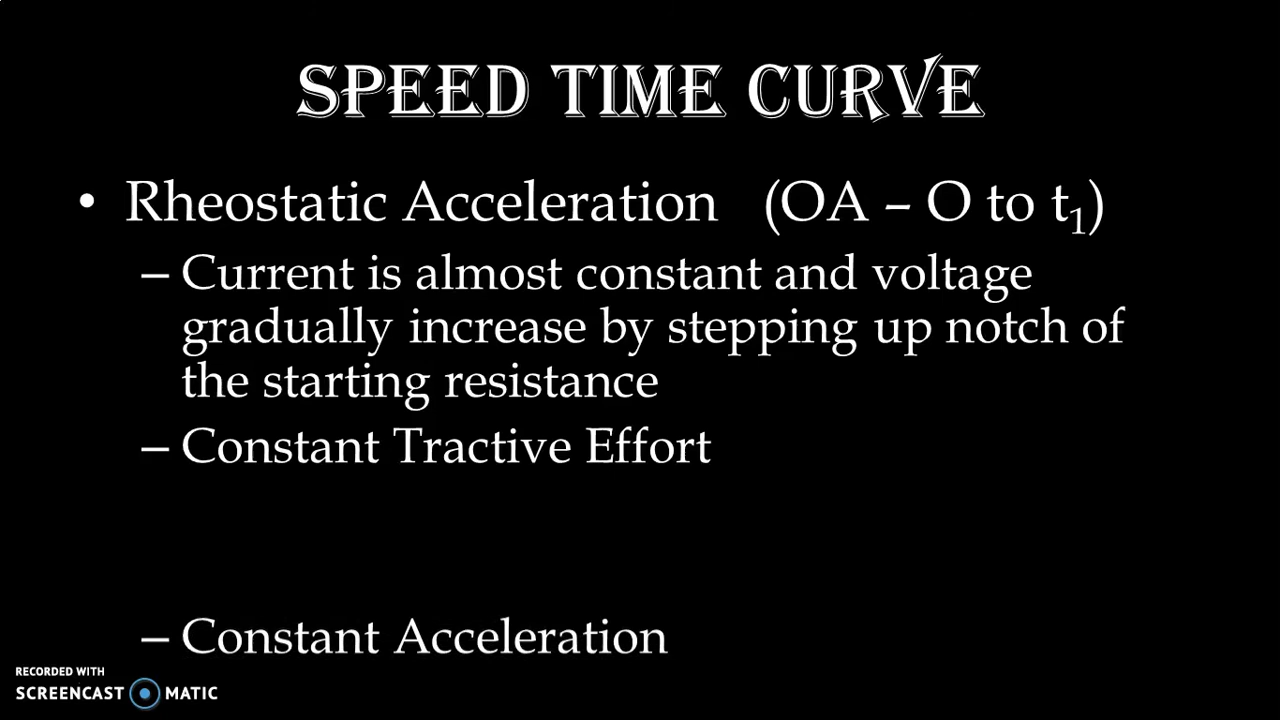 SPEED TIME CURVE
• Rheostatic Acceleration (OA – O to t₁)
– Current is almost constant and voltage
gradually increase by stepping up notch of
the starting resistance
– Constant Tractive Effort
– Constant Acceleration
RECORDED WITH
SCREENCAST MATIC